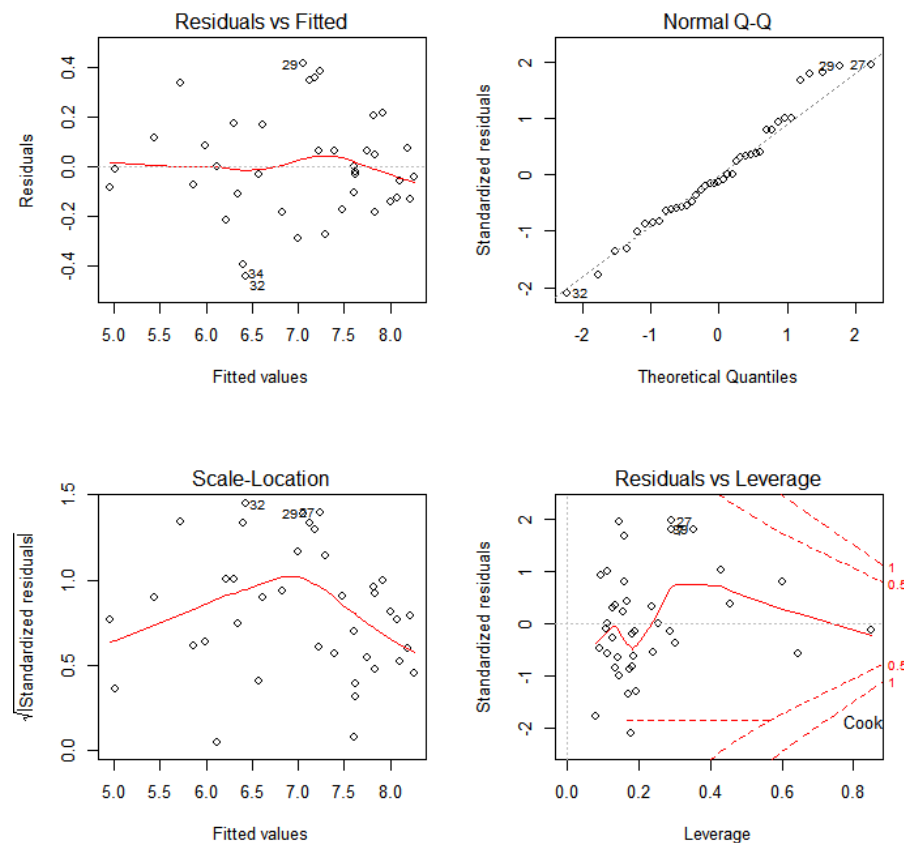 Residuals vs Fitted
Residuals
0.4
0.2
0.0
-0.2
-0.4
29
34
32
5.0 5.5 6.0 6.5 7.0 7.5 8.0
Fitted values
Normal Q-Q
Standardized residuals
2
1
0
-1
-2
29 27
32
-2 -1 0 1 2
Theoretical Quantiles
Scale-Location
√|Standardized residuals|
1.5
1.0
0.5
0.0
32
29 27
5.0 5.5 6.0 6.5 7.0 7.5 8.0
Fitted values
Residuals vs Leverage
Standardized residuals
2
1
0
-1
-2
27
1
0.5
0.5
1
Cook
0.0 0.2 0.4 0.6 0.8
Leverage